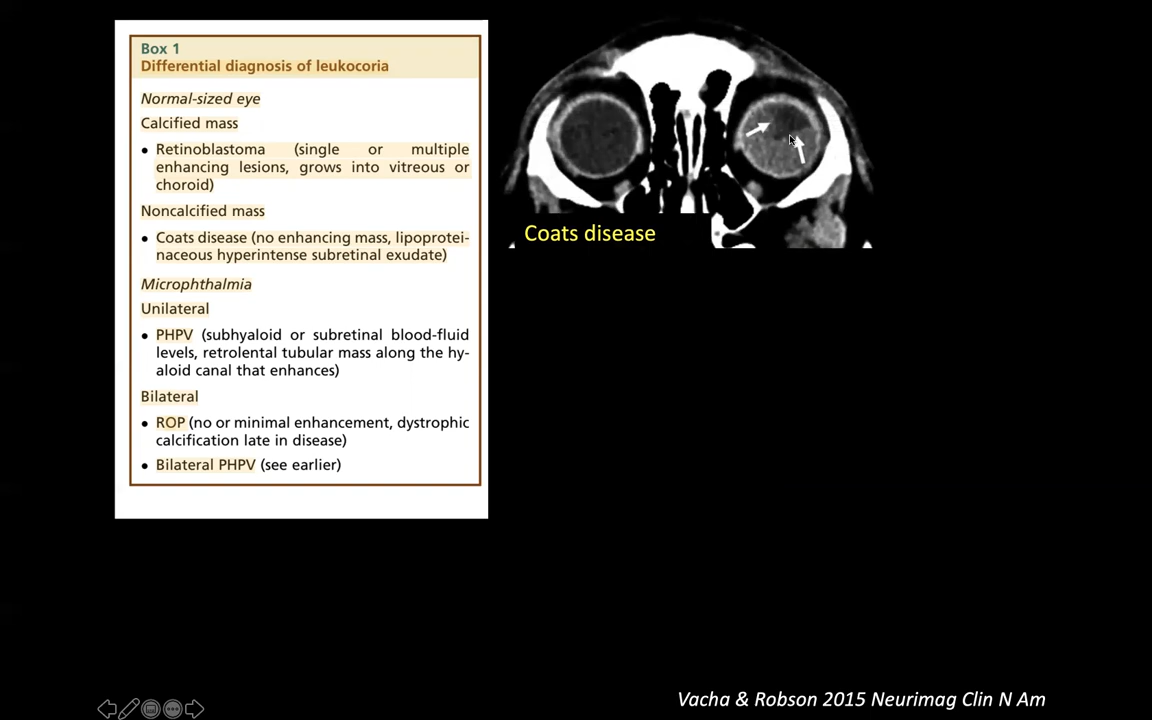 Box 1
Differential diagnosis of leukocoria
Normal-sized eye
Calcified mass
• Retinoblastoma (single or multiple
enhancing lesions, grows into vitreous or
choroid)
Noncalcified mass
• Coats disease (no enhancing mass, lipoprotei-
naceous hyperintense subretinal exudate)
Microphthalmia
Unilateral
• PHPV (subhyaloid or subretinal blood-fluid
levels, retrolental tubular mass along the hy-
aloid canal that enhances)
Bilateral
• ROP (no or minimal enhancement, dystrophic
calcification late in disease)
• Bilateral PHPV (see earlier)
Coats disease
Vacha & Robson 2015 Neurimag Clin N Am